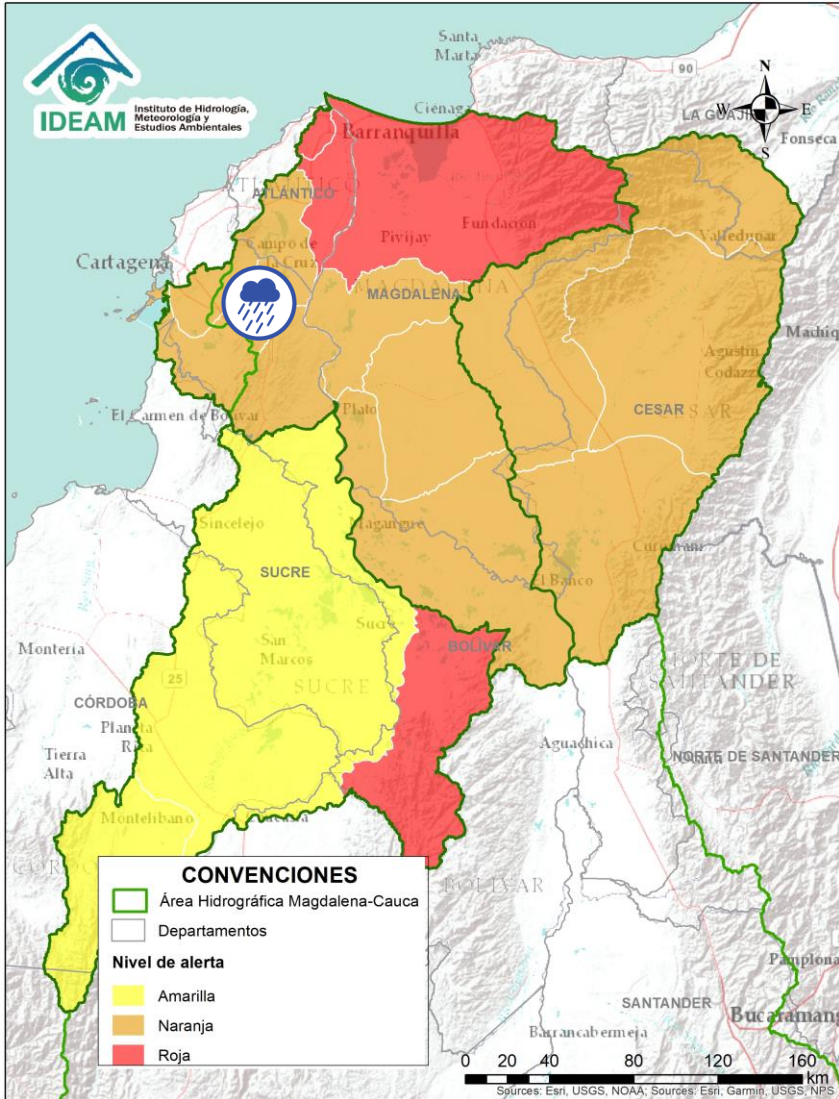 IDEAM
Instituto de Hidrología,
Meteorología y
Estudios Ambientales
Santa
Marta
90
N
W
E
S
Ciénaga
LA GUAJIRA
Fonseca
Barranquilla
ATLÁNTICO
Fundación
Pivijay
Valledupar
Campo de
la Cruz
Cartagena
MAGDALENA
Machiq
Agustín
Codazzi
El Carmen de Bolívar
Plato
CESAR
Sincelejo
Magangué
SUCRE
Curumaní
El Banco
Sucre
San
Marcos
BOLÍVAR
Montería
SUCRE
25
NORTE DE
SANTANDER
CÓRDOBA
Planeta
Rica
Tierra
Alta
Aguachica
NORTE DE SANTANDER
Montelíbano
BOLÍVAR
CONVENCIONES
Área Hidrográfica Magdalena-Cauca
Departamentos
Nivel de alerta
Amarilla
Naranja
Roja
Pamplona
SANTANDER
Bucaramang
Barrancabermeja
0 20 40 80 120 160
km
Sources: Esri, USGS, NOAA; Sources: Esri, Garmin, USGS, NPS